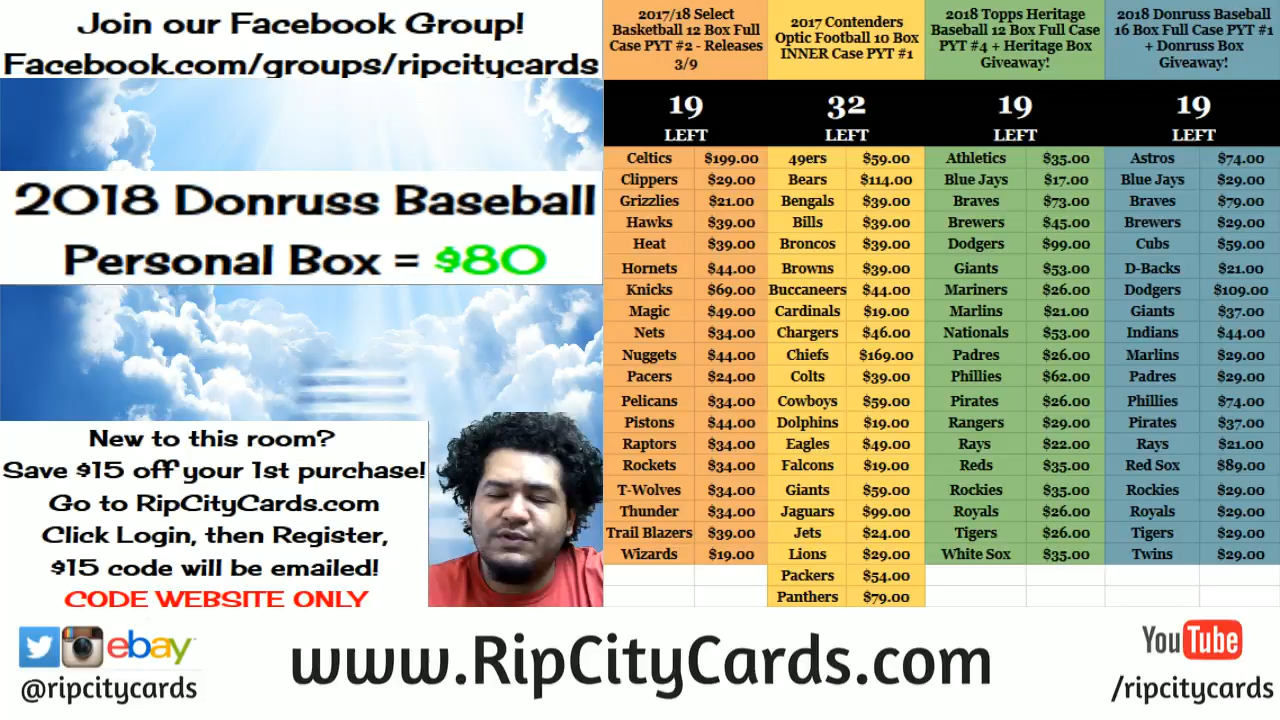 Join our Facebook Group!
Facebook.com/groups/ripcitycards
2018 Donruss Baseball
Personal Box = $80
New to this room?
Save $15 off your 1st purchase!
Go to RipCityCards.com
Click Login, then Register,
$15 code will be emailed!
CODE WEBSITE ONLY
2017/18 Select
Basketball 12 Box Full
Case PYT #2 - Releases
3/9
19
LEFT
Celtics $199.00
Clippers $29.00
Grizzlies $21.00
Hawks $39.00
Heat $39.00
Hornets $44.00
Knicks $69.00
Magic $49.00
Nets $34.00
Nuggets $44.00
Pacers $24.00
Pelicans $34.00
Pistons $44.00
Raptors $34.00
Rockets $34.00
T-Wolves $34.00
Thunder $34.00
Trail Blazers $39.00
Wizards $19.00
2017 Contenders
Optic Football 10 Box
INNER Case PYT #1
32
LEFT
49ers $59.00
Bears $114.00
Bengals $39.00
Bills $39.00
Broncos $39.00
Browns $39.00
Buccaneers $44.00
Cardinals $19.00
Chargers $46.00
Chiefs $169.00
Colts $39.00
Cowboys $59.00
Dolphins $19.00
Eagles $49.00
Falcons $19.00
Giants $59.00
Jaguars $99.00
Jets $24.00
Lions $29.00
Packers $54.00
Panthers $79.00
2018 Topps Heritage
Baseball 12 Box Full Case
PYT #4 + Heritage Box
Giveaway!
19
LEFT
Athletics $35.00
Blue Jays $17.00
Braves $73.00
Brewers $45.00
Dodgers $99.00
Giants $53.00
Mariners $26.00
Marlins $21.00
Nationals $53.00
Padres $26.00
Phillies $62.00
Pirates $26.00
Rangers $29.00
Rays $22.00
Reds $35.00
Rockies $35.00
Royals $26.00
Tigers $26.00
White Sox $35.00
2018 Donruss Baseball
16 Box Full Case PYT #1
+ Donruss Box
Giveaway!
19
LEFT
Astros $74.00
Blue Jays $29.00
Braves $79.00
Brewers $29.00
Cubs $59.00
D-Backs $21.00
Dodgers $109.00
Giants $37.00
Indians $44.00
Marlins $29.00
Padres $29.00
Phillies $74.00
Pirates $37.00
Rays $21.00
Red Sox $89.00
Rockies $29.00
Royals $29.00
Tigers $29.00
Twins $29.00
ebay
@ripcitycards
www.RipCityCards.com
YouTube
/ripcitycards